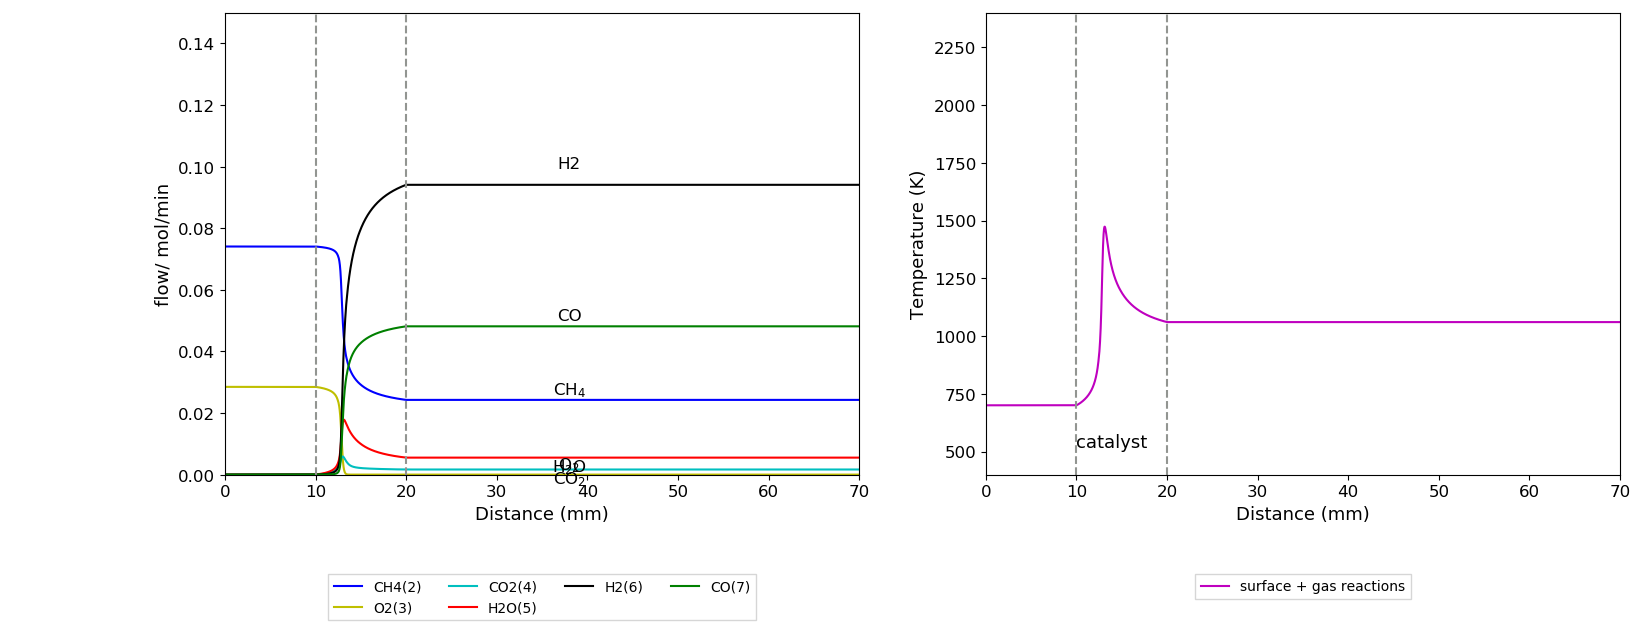 0.14
0.12
0.10
0.08
0.06
0.04
0.02
0.00
flow/ mol/min
H2
CO
CH₄
H₂O
O₂
CO₂
0 10 20 30 40 50 60 70
Distance (mm)
CH4(2) CO2(4) H2(6) CO(7)
O2(3) H2O(5)
2250
2000
1750
1500
1250
1000
750
500
Temperature (K)
catalyst
0 10 20 30 40 50 60 70
Distance (mm)
surface + gas reactions